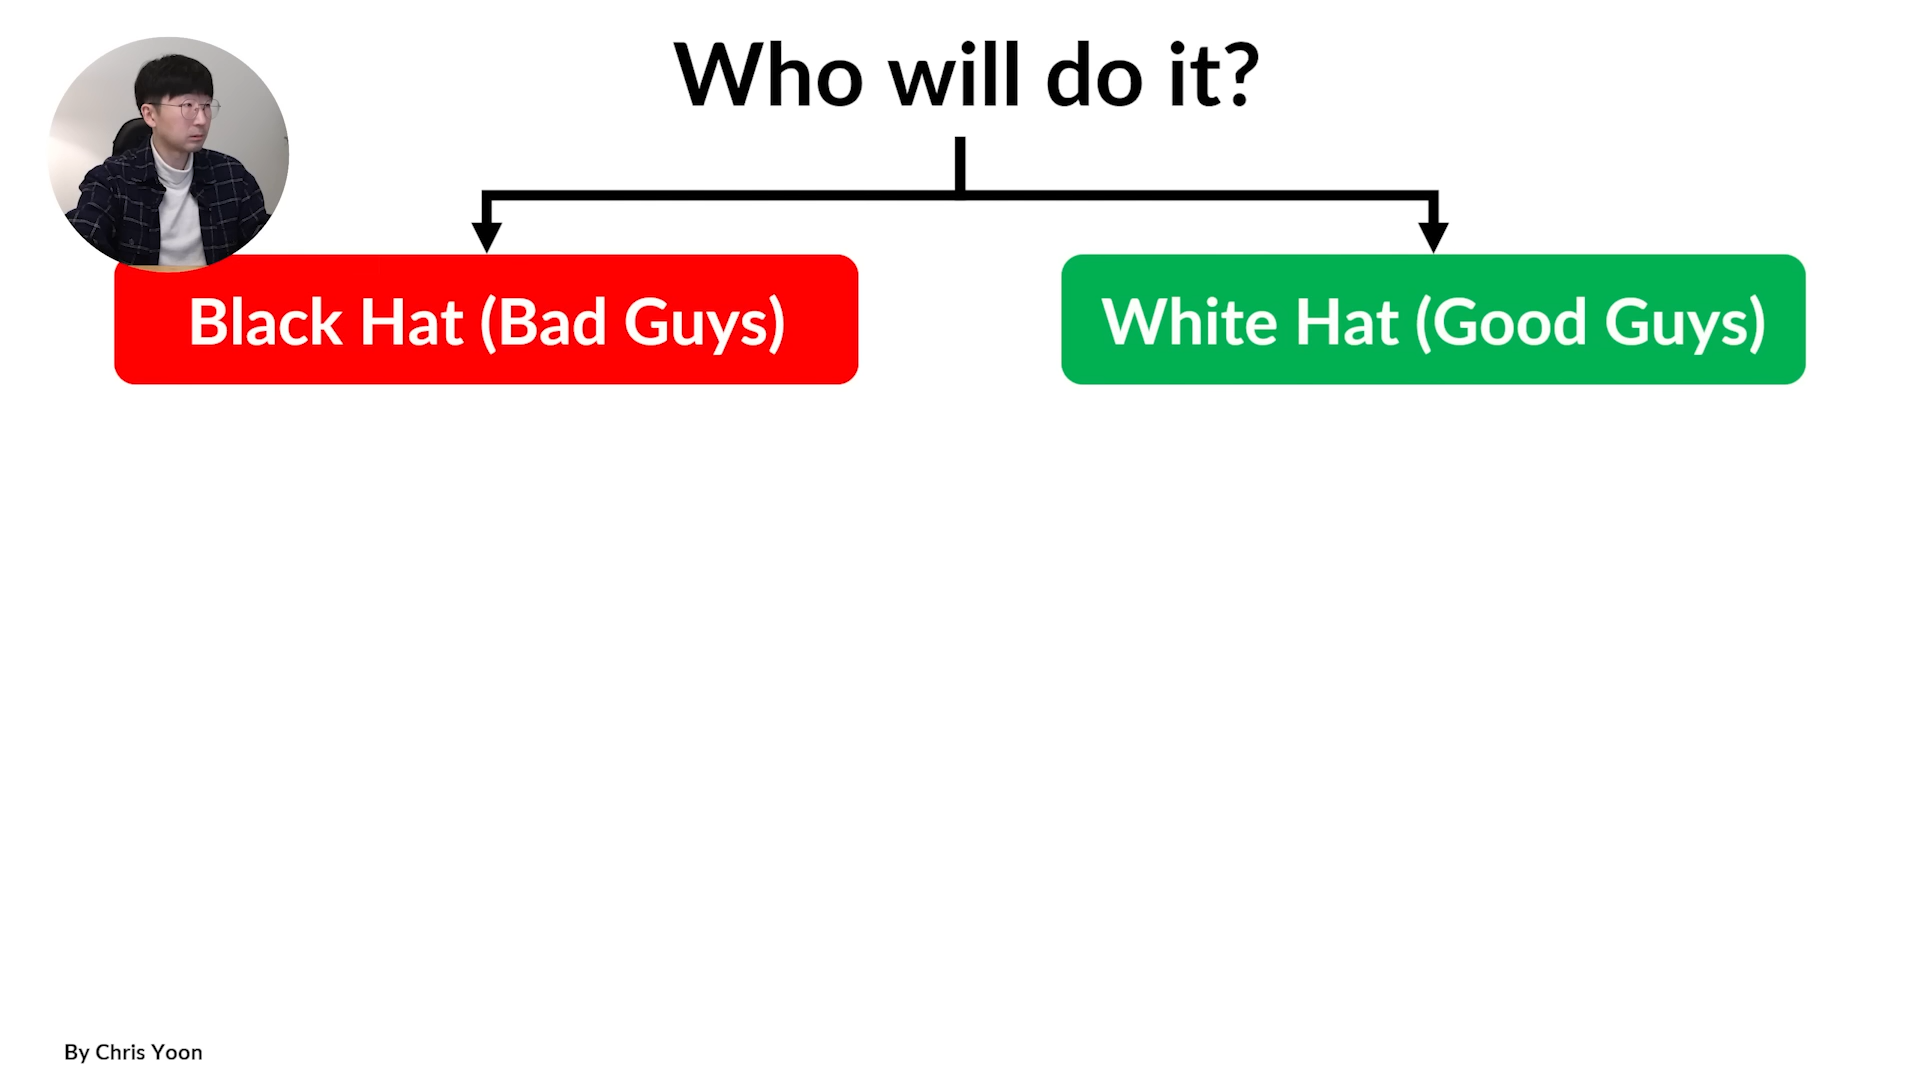 Who will do it?
Black Hat (Bad Guys)
White Hat (Good Guys)
By Chris Yoon